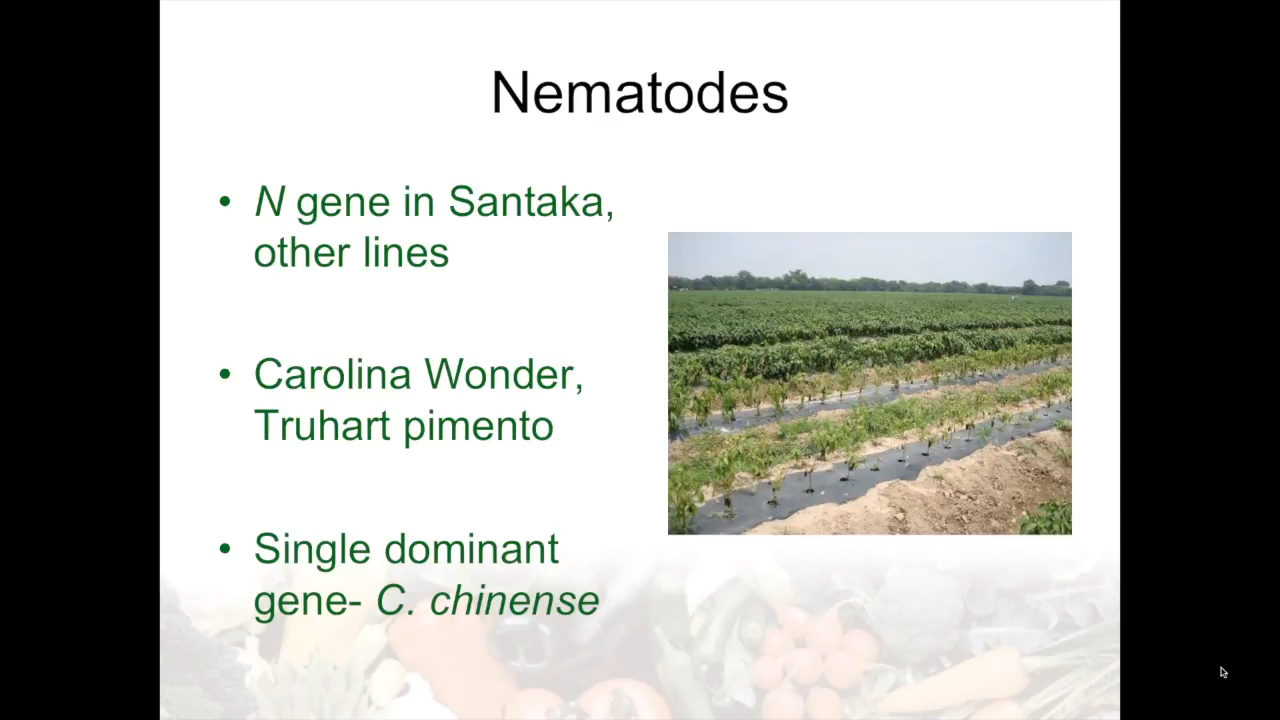 Nematodes
• N gene in Santaka,
other lines
• Carolina Wonder,
Truhart pimento
• Single dominant
gene- C. chinense